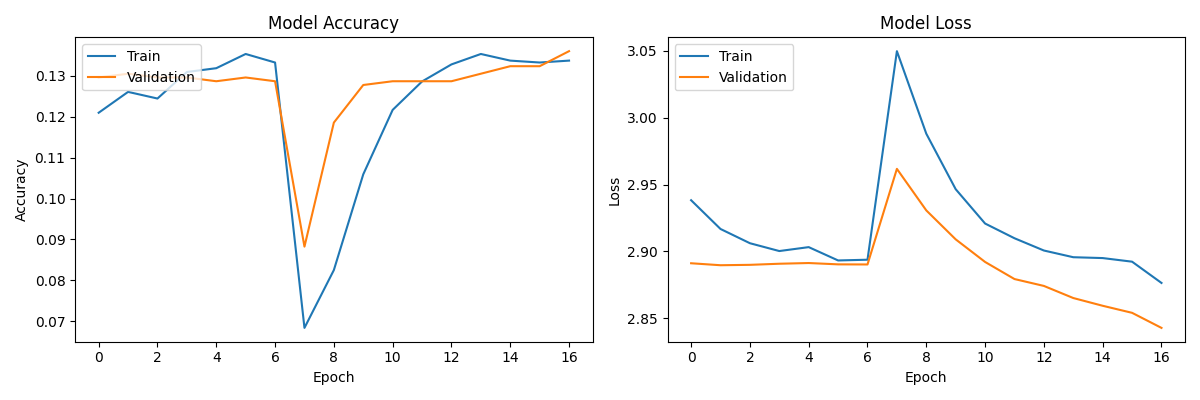 Model Accuracy
Train
Validation
0.13
0.12
0.11
0.10
0.09
0.08
0.07
Accuracy
0 2 4 6 8 10 12 14 16
Epoch
Model Loss
Train
Validation
3.05
3.00
2.95
2.90
2.85
Loss
0 2 4 6 8 10 12 14 16
Epoch